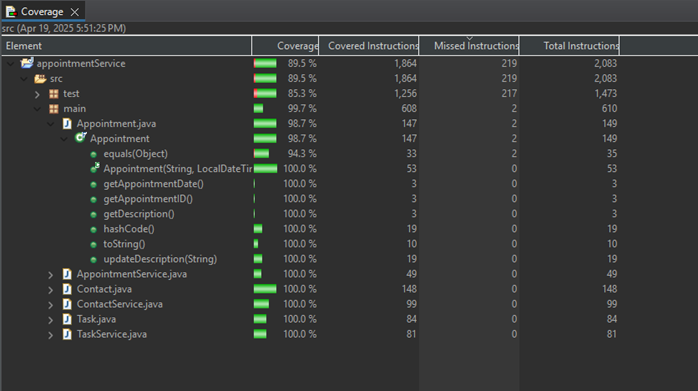 Coverage
src (Apr 19, 2025 5:51:25 PM)
Element Coverage Covered Instructions Missed Instructions Total Instructions
appointmentService 89.5 % 1,864 219 2,083
src 89.5 % 1,864 219 2,083
test 85.3 % 1,256 217 1,473
main 99.7 % 608 2 610
Appointment.java 98.7 % 147 2 149
Appointment 98.7 % 147 2 149
equals(Object) 94.3 % 33 2 35
Appointment(String, LocalDateTin 100.0 % 53 0 53
getAppointmentDate() 100.0 % 3 0 3
getAppointmentID() 100.0 % 3 0 3
getDescription() 100.0 % 3 0 3
hashCode() 100.0 % 19 0 19
toString() 100.0 % 10 0 10
updateDescription(String) 100.0 % 19 0 19
AppointmentService.java 100.0 % 49 0 49
Contact.java 100.0 % 148 0 148
ContactService.java 100.0 % 99 0 99
Task.java 100.0 % 84 0 84
TaskService.java 100.0 % 81 0 81